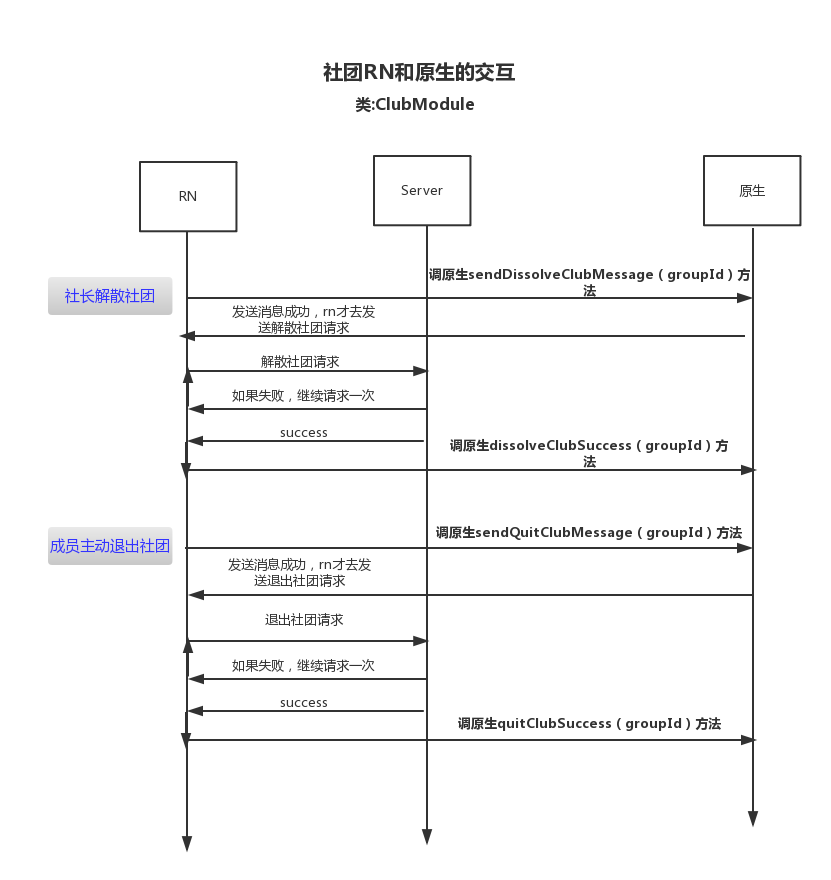 社团RN和原生的交互
类:ClubModule
RN
Server
原生
调原生sendDissolveClubMessage（groupId）方
法
社长解散社团
发送消息成功，rn才去发
送解散社团请求
解散社团请求
如果失败，继续请求一次
success
调原生dissolveClubSuccess（groupId）方
法
调原生sendQuitClubMessage（groupId）方法
成员主动退出社团
发送消息成功，rn才去发
送退出社团请求
退出社团请求
如果失败，继续请求一次
success
调原生quitClubSuccess（groupId）方法